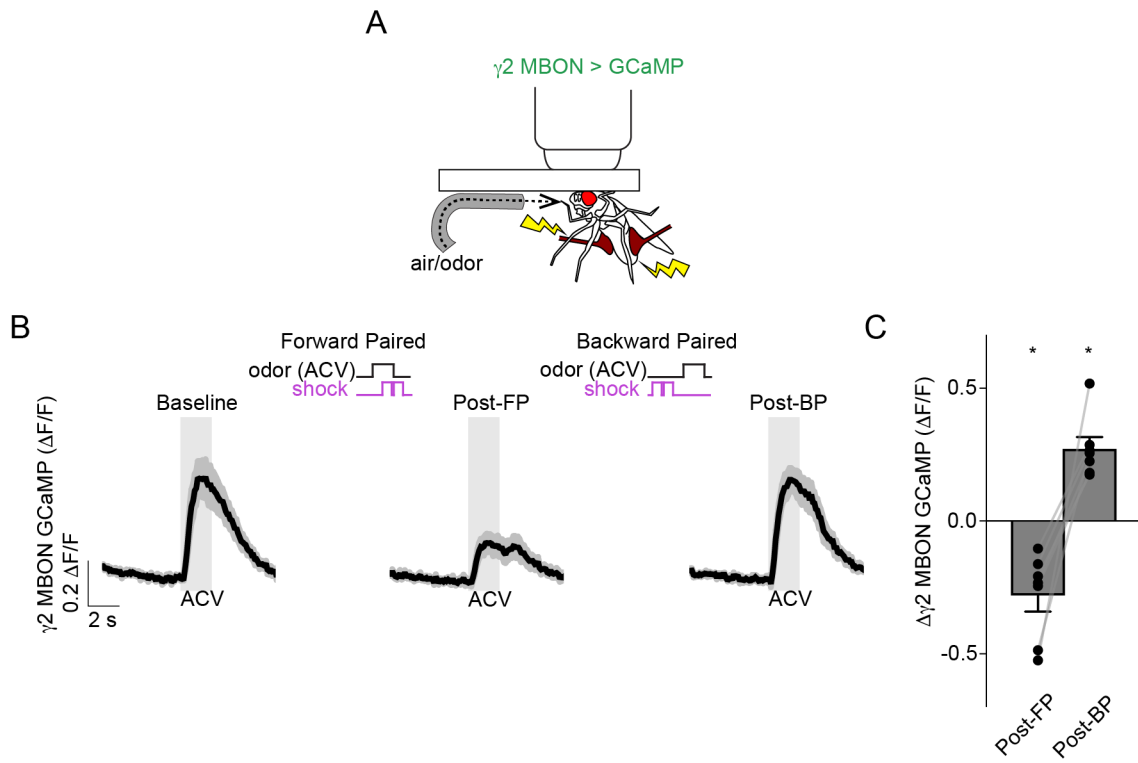 A
γ2 MBON > GCaMP
air/odor
B
Forward Paired
odor (ACV)
shock
Backward Paired
odor (ACV)
shock
Baseline
Post-FP
Post-BP
γ2 MBON GCaMP (ΔF/F)
0.2 ΔF/F
2 s
ACV
ACV
ACV
C
* *
Δγ2 MBON GCaMP (ΔF/F)
0.5
0.0
-0.5
Post-FP
Post-BP